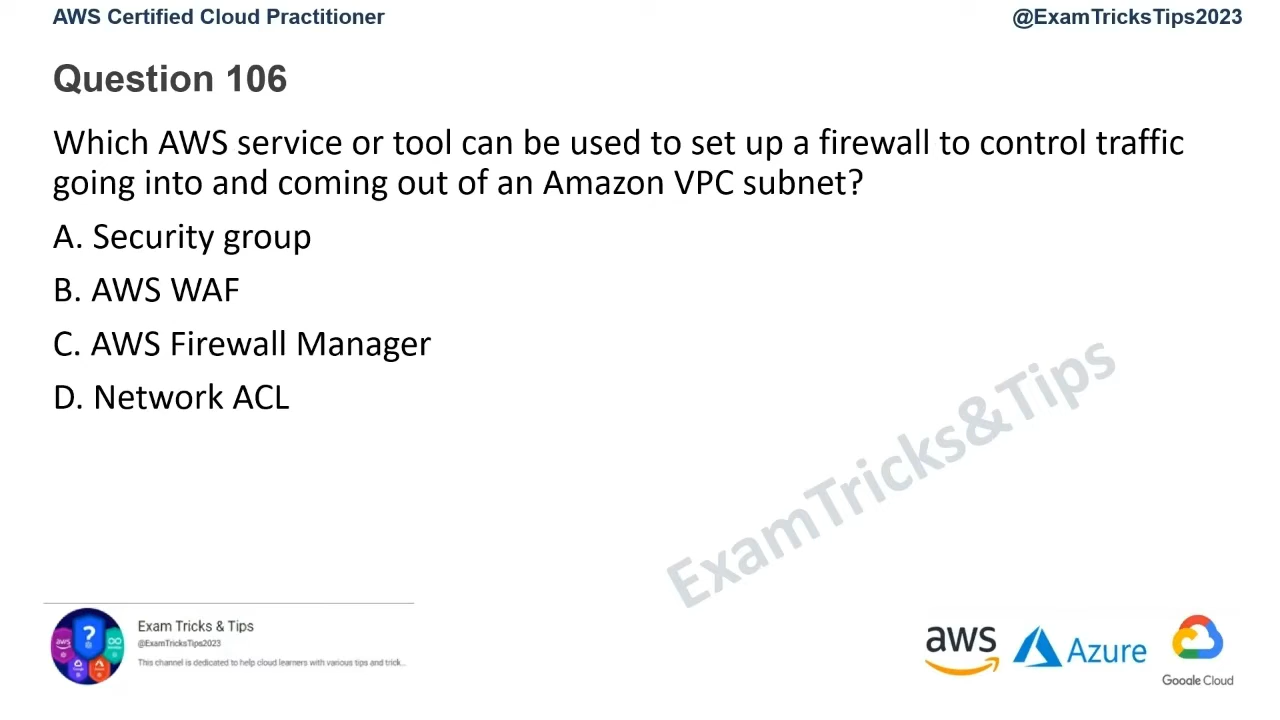 AWS Certified Cloud Practitioner
@ExamTricksTips2023
Question 106
Which AWS service or tool can be used to set up a firewall to control traffic
going into and coming out of an Amazon VPC subnet?
A. Security group
B. AWS WAF
C. AWS Firewall Manager
D. Network ACL
ExamTricks&Tips
Exam Tricks & Tips
@ExamTricksTips2023
This channel is dedicated to help cloud learners with various tips and trick...
aws
?
aws
Azure
Google Cloud